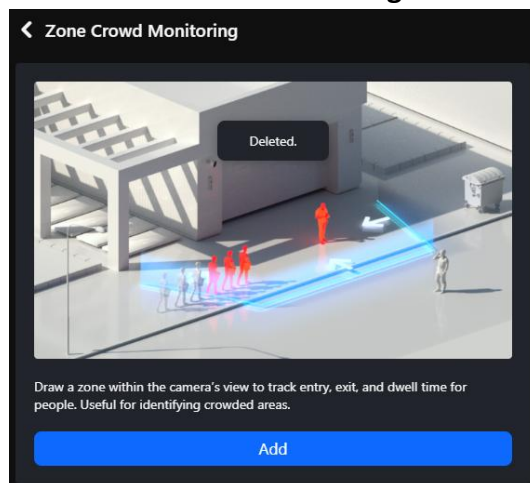 Zone Crowd Monitoring
Deleted.
Draw a zone within the camera's view to track entry, exit, and dwell time for
people. Useful for identifying crowded areas.
Add